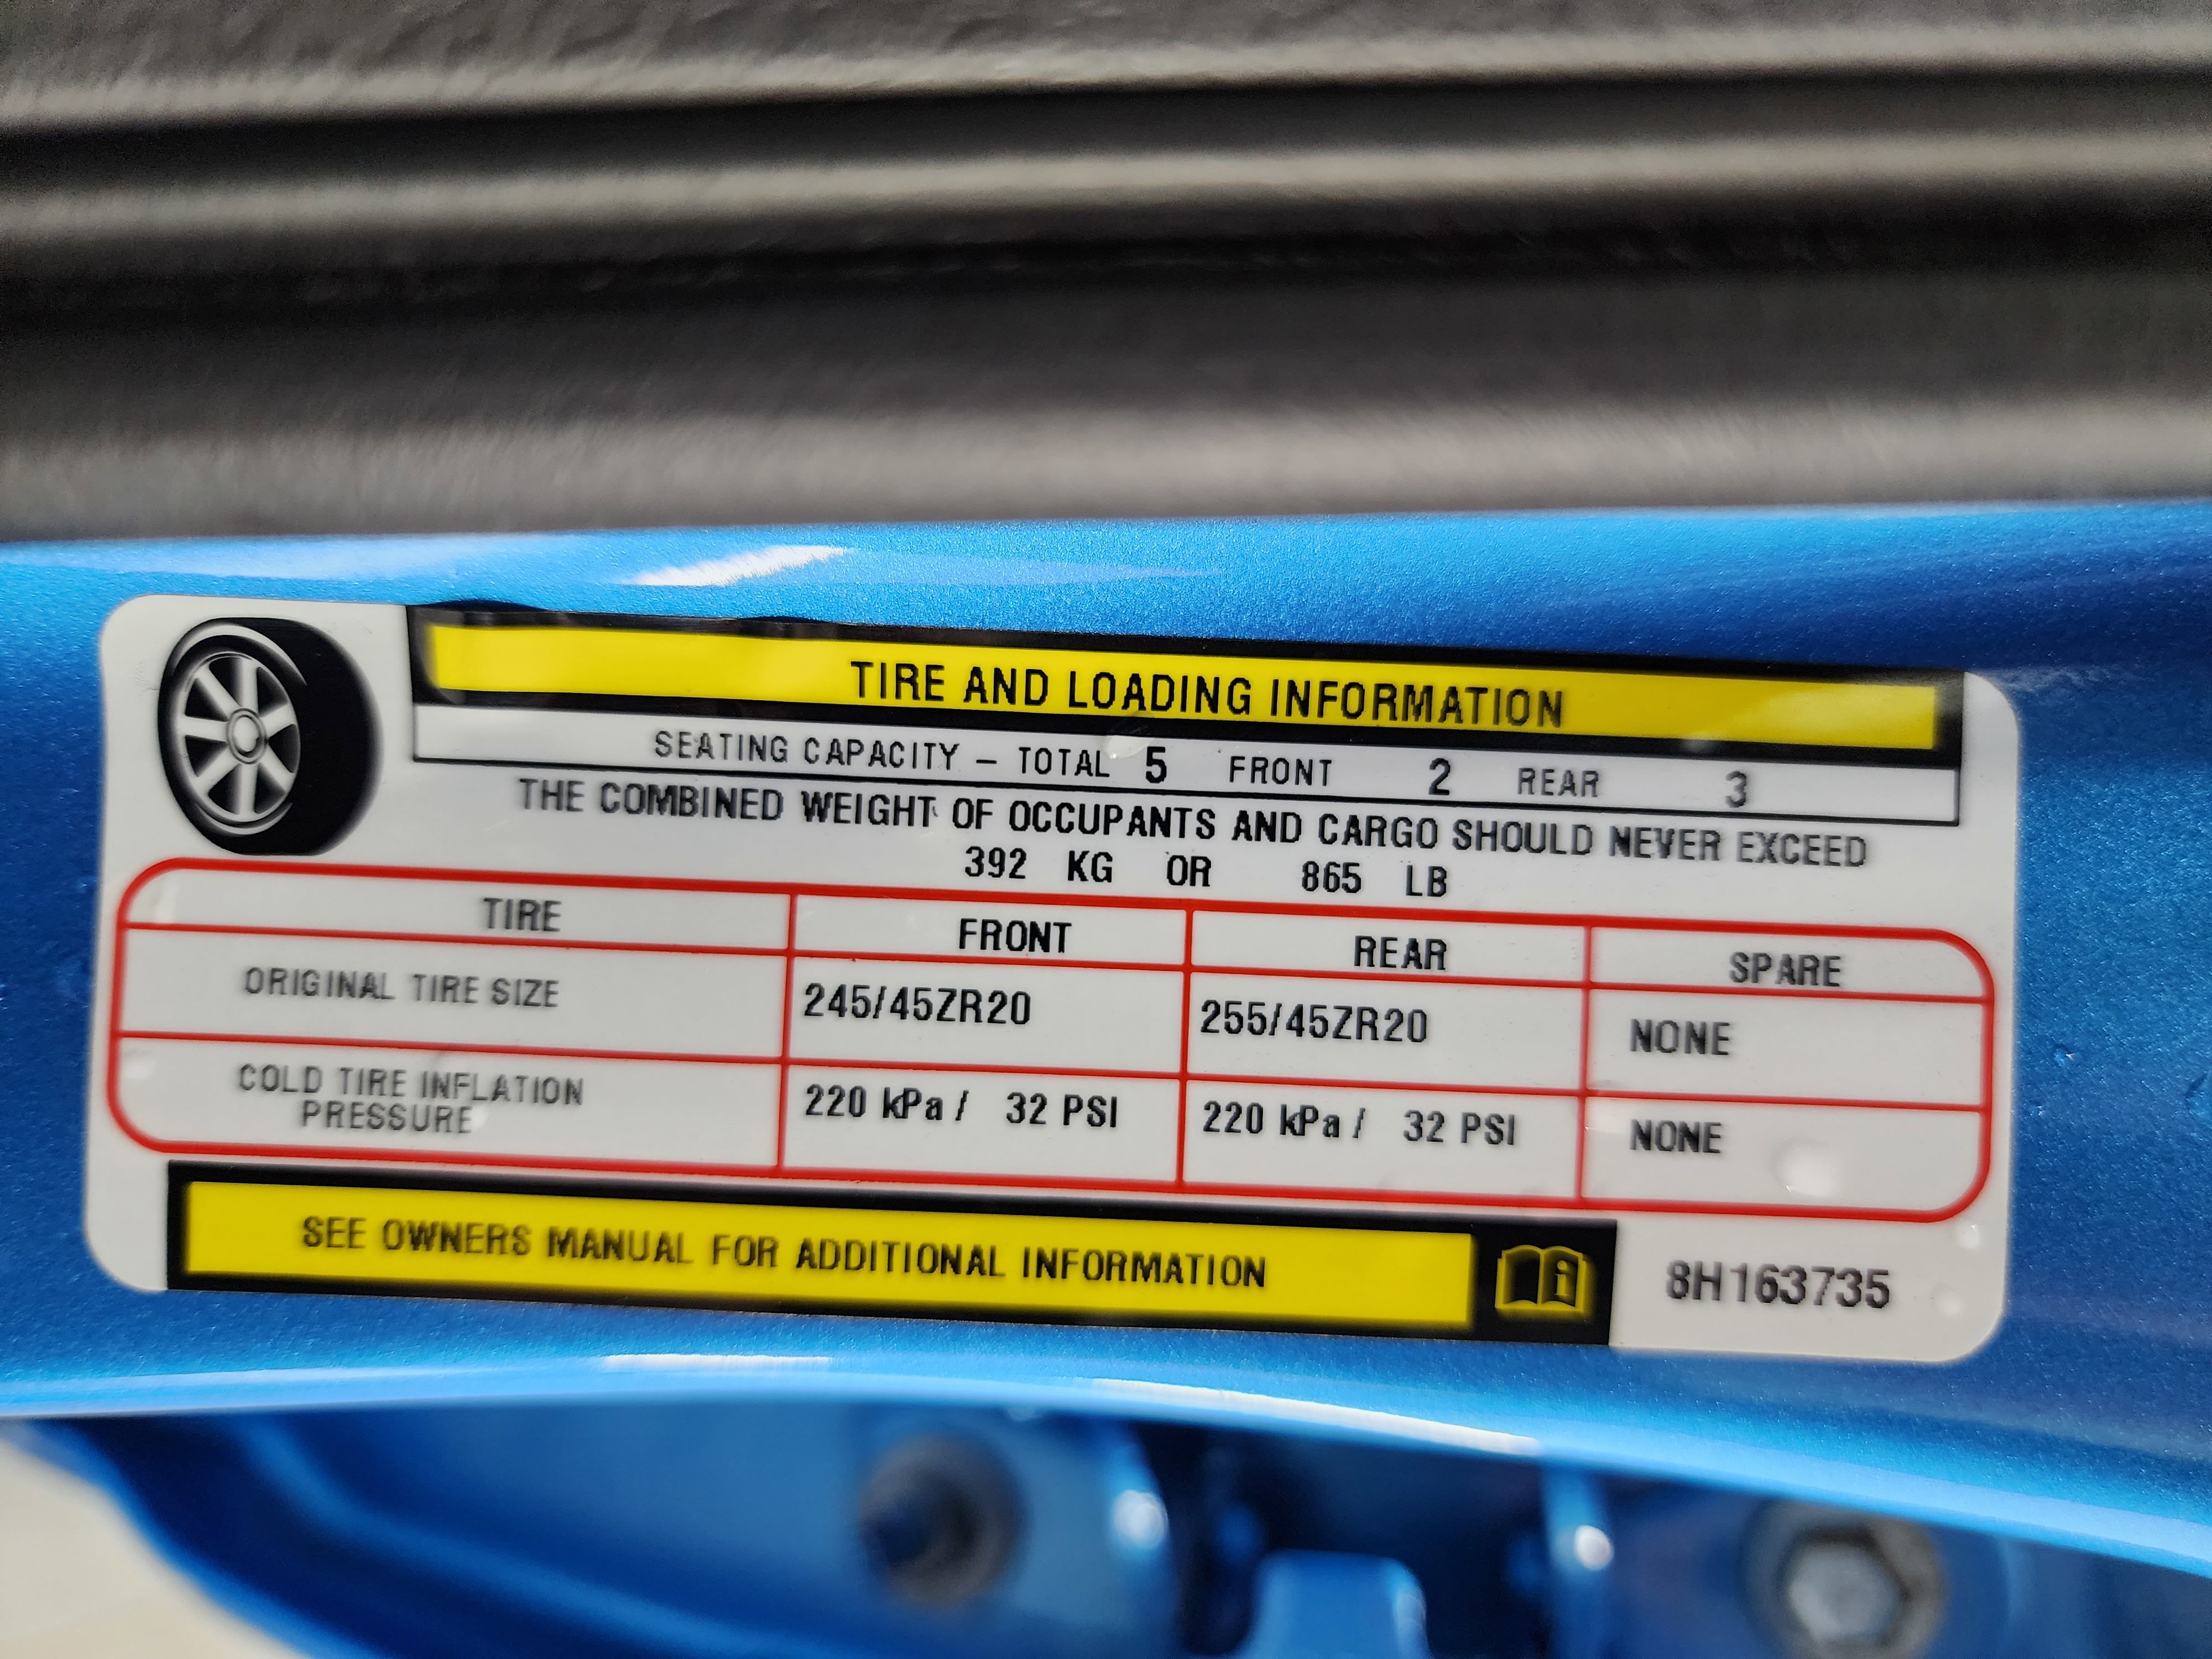 TIRE AND LOADING INFORMATION
SEATING CAPACITY – TOTAL 5 FRONT 2 REAR 3
THE COMBINED WEIGHT OF OCCUPANTS AND CARGO SHOULD NEVER EXCEED
392 KG OR 865 LB
TIRE FRONT REAR SPARE
ORIGINAL TIRE SIZE 245/45ZR20 255/45ZR20 NONE
COLD TIRE INFLATION
PRESSURE 220 kPa / 32 PSI 220 kPa / 32 PSI NONE
SEE OWNERS MANUAL FOR ADDITIONAL INFORMATION
8H163735